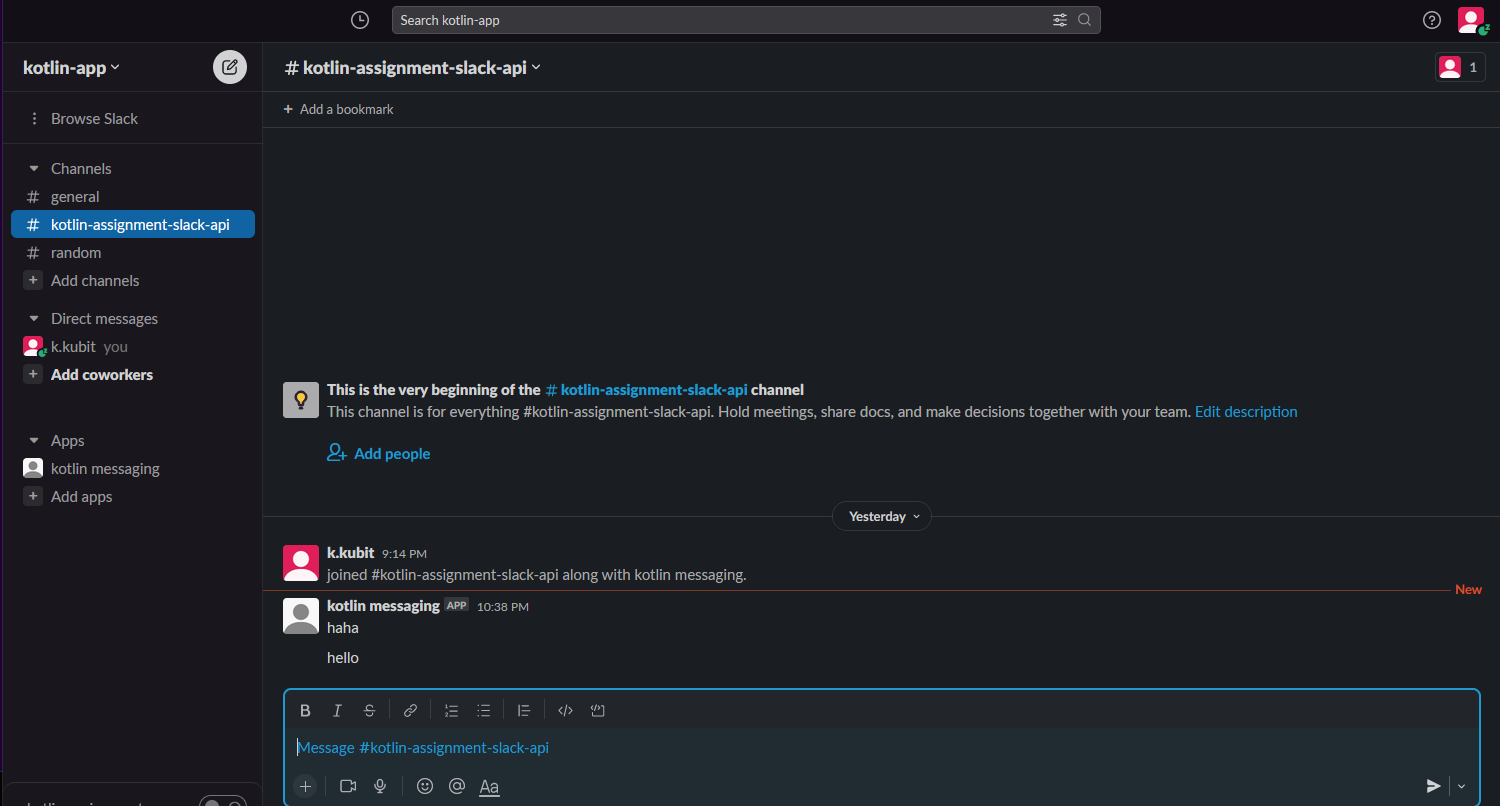 Search kotlin-app
kotlin-app
# kotlin-assignment-slack-api
1
+ Add a bookmark
Browse Slack
Channels
# general
# kotlin-assignment-slack-api
# random
+ Add channels
Direct messages
k.kubit you
+ Add coworkers
Apps
kotlin messaging
+ Add apps
This is the very beginning of the # kotlin-assignment-slack-api channel
This channel is for everything #kotlin-assignment-slack-api. Hold meetings, share docs, and make decisions together with your team. Edit description
Add people
Yesterday
k.kubit 9:14 PM
joined #kotlin-assignment-slack-api along with kotlin messaging.
New
kotlin messaging APP 10:38 PM
haha
hello
B I S
Message #kotlin-assignment-slack-api
+ @ Aa